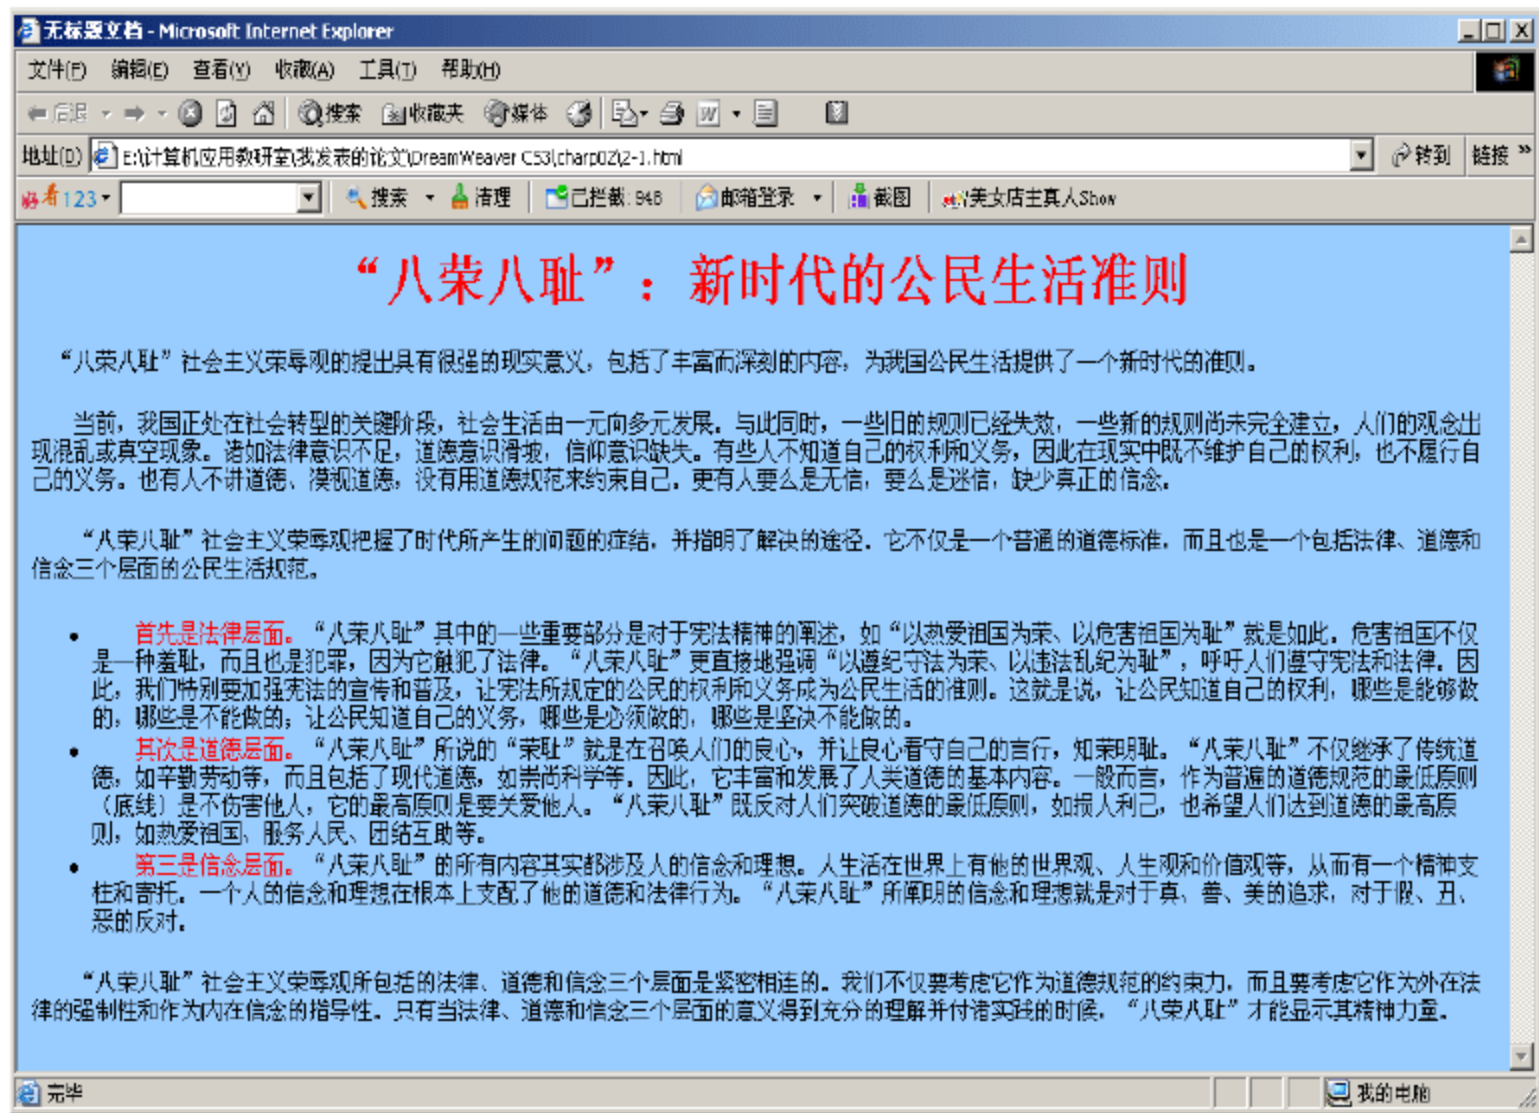 无标题文档 - Microsoft Internet Explorer
文件(F) 编辑(E) 查看(V) 收藏(A) 工具(T) 帮助(H)
后退 搜索 收藏夹 媒体
地址(D) E:\计算机应用教研室\我发表的论文\DreamWeaver CS3\charp02\2-1.html 转到 链接 »
123 搜索 清理 已拦截: 946 邮箱登录 截图 美女店主真人Show
“八荣八耻”：新时代的公民生活准则
“八荣八耻”社会主义荣辱观的提出具有很强的现实意义，包括了丰富而深刻的内容，为我国公民生活提供了一个新时代的准则。
当前，我国正处在社会转型的关键阶段，社会生活由一元向多元发展。与此同时，一些旧的规则已经失效，一些新的规则尚未完全建立，人们的观念出
现混乱或真空现象。诸如法律意识不足，道德意识滑坡，信仰意识缺失。有些人不知道自己的权利和义务，因此在现实中既不维护自己的权利，也不履行自
己的义务。也有人不讲道德、漠视道德，没有用道德规范来约束自己。更有人要么是无信，要么是迷信，缺少真正的信念。
“八荣八耻”社会主义荣辱观把握了时代所产生的问题的症结，并指明了解决的途径。它不仅是一个普通的道德标准，而且也是一个包括法律、道德和
信念三个层面的公民生活规范。
• 首先是法律层面。“八荣八耻”其中的一些重要部分是对于宪法精神的阐述，如“以热爱祖国为荣、以危害祖国为耻”就是如此。危害祖国不仅
是一种羞耻，而且也是犯罪，因为它触犯了法律。“八荣八耻”更直接地强调“以遵纪守法为荣、以违法乱纪为耻”，呼吁人们遵守宪法和法律。因
此，我们特别要加强宪法的宣传和普及，让宪法所规定的公民的权利和义务成为公民生活的准则。这就是说，让公民知道自己的权利，哪些是能够做
的，哪些是不能做的；让公民知道自己的义务，哪些是必须做的，哪些是坚决不能做的。
• 其次是道德层面。“八荣八耻”所说的“荣耻”就是在召唤人们的良心，并让良心看守自己的言行，知荣明耻。“八荣八耻”不仅继承了传统道
德，如辛勤劳动等，而且包括了现代道德，如崇尚科学等。因此，它丰富和发展了人类道德的基本内容。一般而言，作为普遍的道德规范的最低原则
（底线）是不伤害他人，它的最高原则是要关爱他人。“八荣八耻”既反对人们突破道德的最低原则，如损人利己，也希望人们达到道德的最高原
则，如热爱祖国、服务人民、团结互助等。
• 第三是信念层面。“八荣八耻”的所有内容其实都涉及人的信念和理想。人生活在世界上有他的世界观、人生观和价值观等，从而有一个精神支
柱和寄托。一个人的信念和理想在根本上支配了他的道德和法律行为。“八荣八耻”所阐明的信念和理想就是对于真、善、美的追求，对于假、丑、
恶的反对。
“八荣八耻”社会主义荣辱观所包括的法律、道德和信念三个层面是紧密相连的。我们不仅要考虑它作为道德规范的约束力，而且要考虑它作为外在法
律的强制性和作为内在信念的指导性。只有当法律、道德和信念三个层面的意义得到充分的理解并付诸实践的时候，“八荣八耻”才能显示其精神力量。
完毕 我的电脑